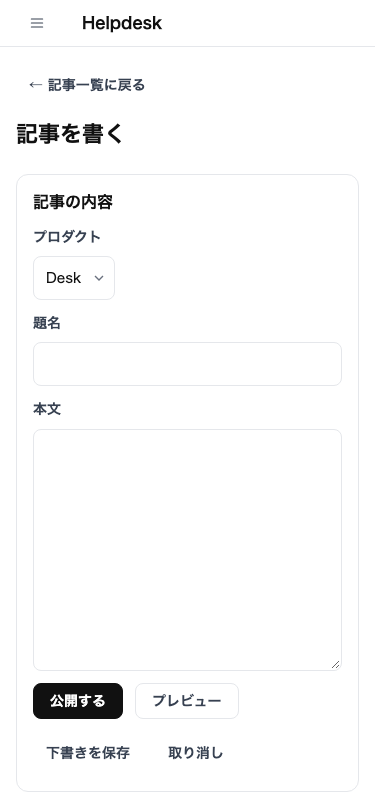 Helpdesk
← 記事一覧に戻る
記事を書く
記事の内容
プロダクト
Desk
題名
本文
公開する プレビュー
下書きを保存 取り消し